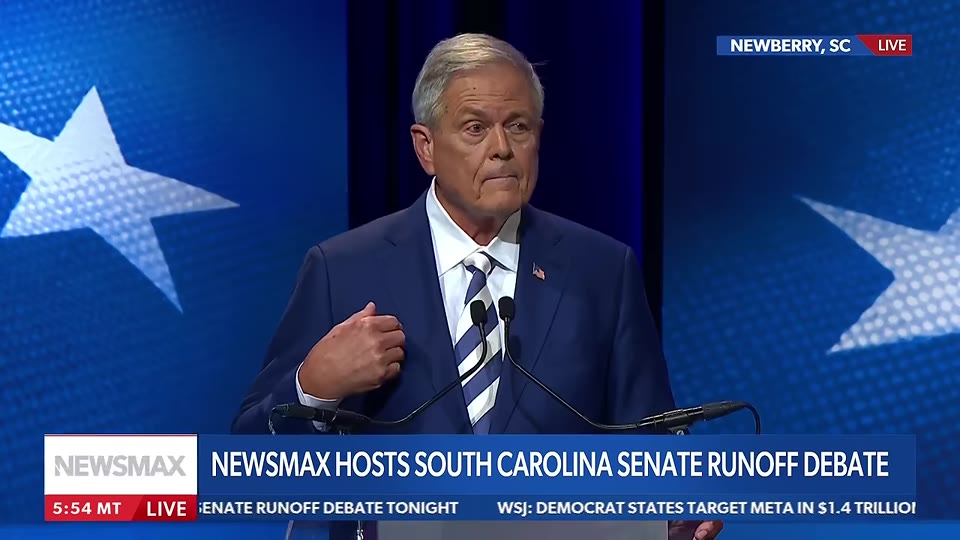 NEWBERRY, SC LIVE
NEWSMAX
NEWSMAX HOSTS SOUTH CAROLINA SENATE RUNOFF DEBATE
5:54 MT LIVE
SENATE RUNOFF DEBATE TONIGHT WSJ: DEMOCRAT STATES TARGET META IN $1.4 TRILLION